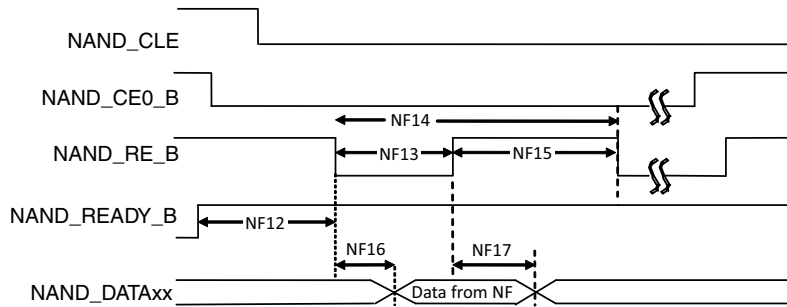 NAND_CLE
NAND_CE0_B
NF14
NAND_RE_B
NF13
NF15
NAND_READY_B
NF12
NF16
NF17
NAND_DATAxx
Data from NF